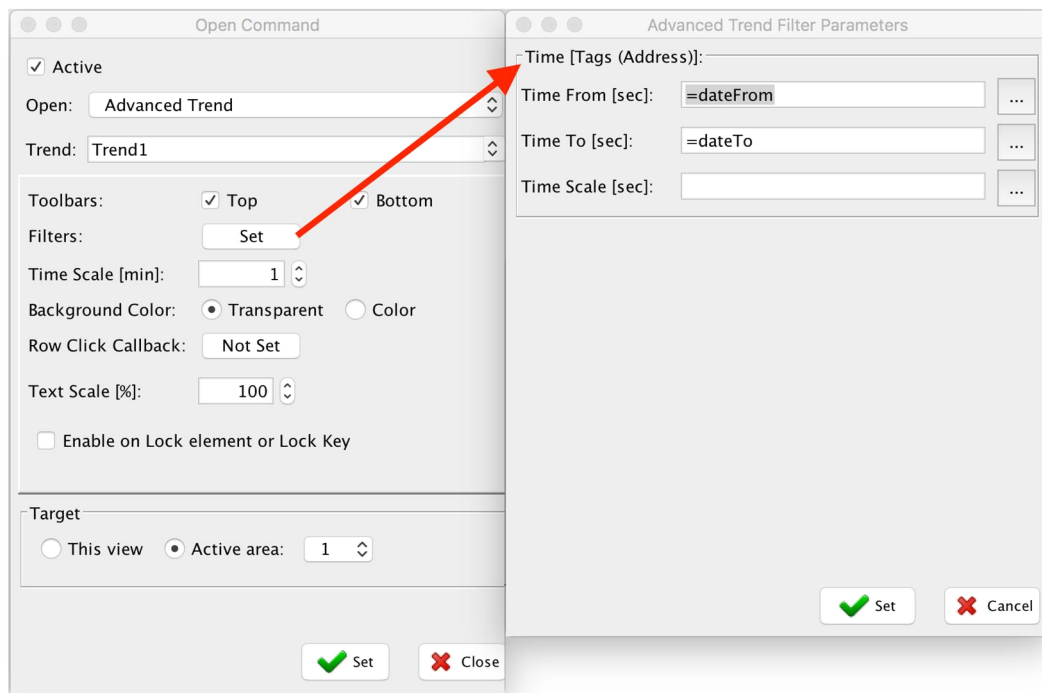 Open Command
Active
Open: Advanced Trend
Trend: Trend1
Toolbars: Top Bottom
Filters: Set
Time Scale [min]: 1
Background Color: Transparent Color
Row Click Callback: Not Set
Text Scale [%]: 100
Enable on Lock element or Lock Key
Target
This view Active area: 1
Set Close
Advanced Trend Filter Parameters
Time [Tags (Address)]:
Time From [sec]: =dateFrom ...
Time To [sec]: =dateTo ...
Time Scale [sec]: ...
Set Cancel